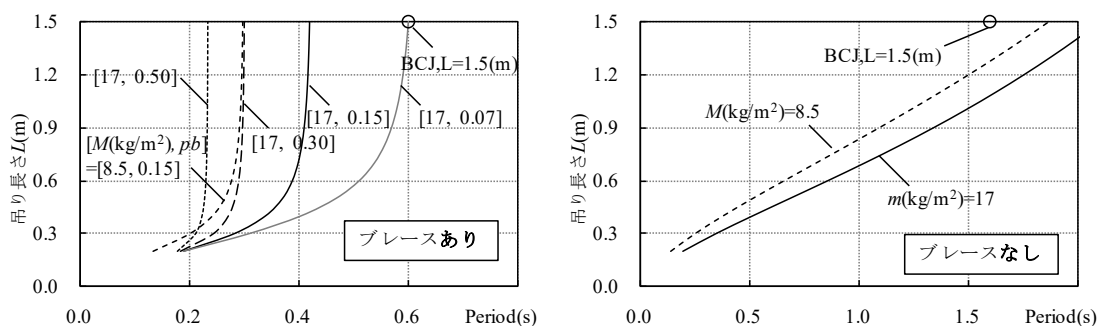 1.5
1.2
0.9
0.6
0.3
0.0
吊り長さL(m)
[17, 0.50]
[M(kg/m²), pb]
=[8.5, 0.15]
[17, 0.30]
[17, 0.15]
[17, 0.07]
BCJ,L=1.5(m)
ブレースあり
0.0 0.2 0.4 0.6 Period(s)
1.5
1.2
0.9
0.6
0.3
0.0
吊り長さL(m)
BCJ,L=1.5(m)
M(kg/m²)=8.5
m(kg/m²)=17
ブレースなし
0.0 0.5 1.0 1.5 Period(s)